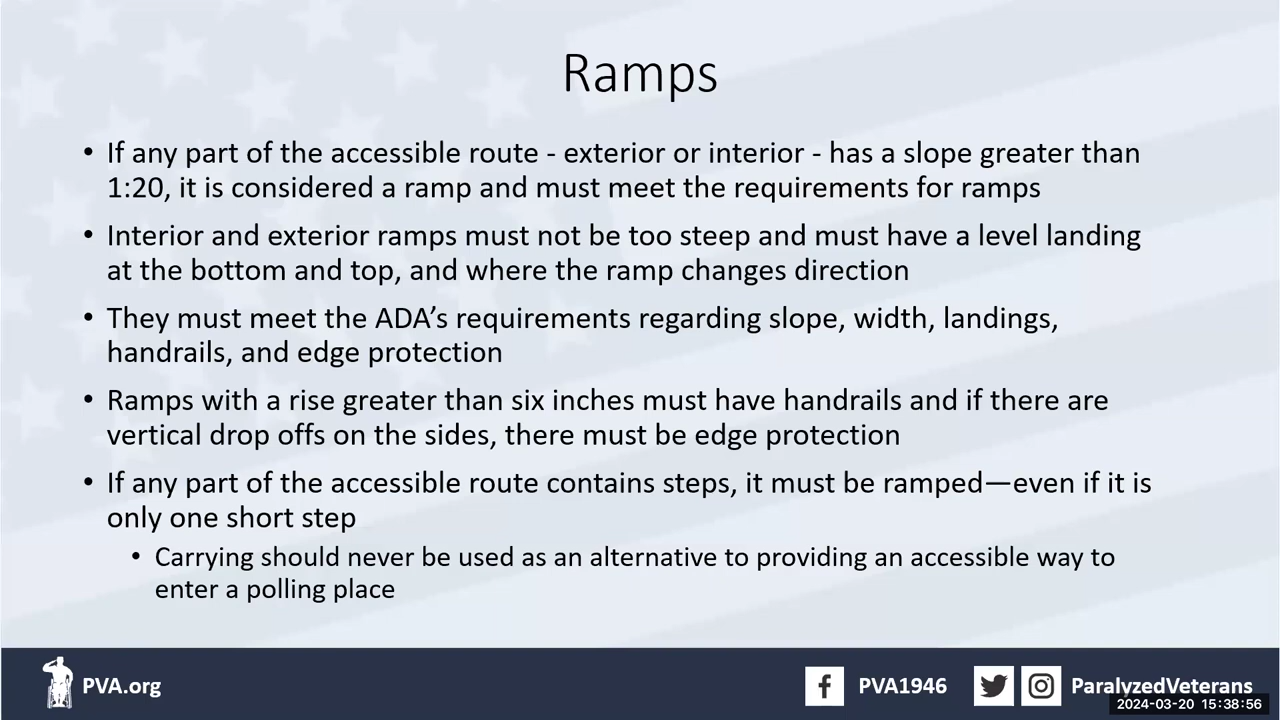 Ramps
• If any part of the accessible route - exterior or interior - has a slope greater than
1:20, it is considered a ramp and must meet the requirements for ramps
• Interior and exterior ramps must not be too steep and must have a level landing
at the bottom and top, and where the ramp changes direction
• They must meet the ADA’s requirements regarding slope, width, landings,
handrails, and edge protection
• Ramps with a rise greater than six inches must have handrails and if there are
vertical drop offs on the sides, there must be edge protection
• If any part of the accessible route contains steps, it must be ramped—even if it is
only one short step
• Carrying should never be used as an alternative to providing an accessible way to
enter a polling place
PVA.org
PVA1946
ParalyzedVeterans
2024-03-20 15:38:56